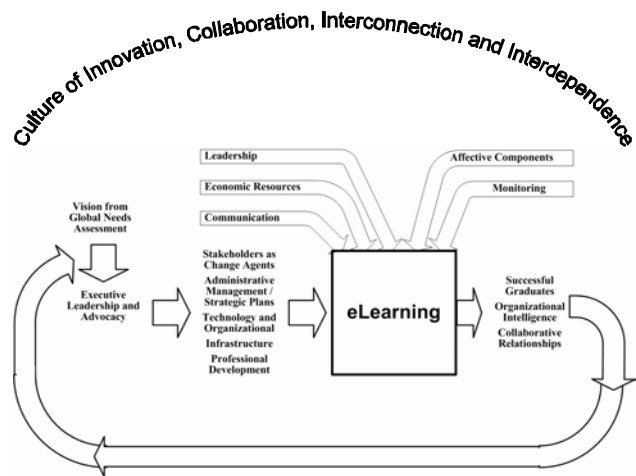 Culture of Innovation, Collaboration, Interconnection and Interdependence
Leadership
Economic Resources
Communication
Affective Components
Monitoring
Vision from
Global Needs
Assessment
Executive
Leadership and
Advocacy
Stakeholders as
Change Agents
Administrative
Management /
Strategic Plans
Technology and
Organizational
Infrastructure
Professional
Development
eLearning
Successful
Graduates
Organizational
Intelligence
Collaborative
Relationships